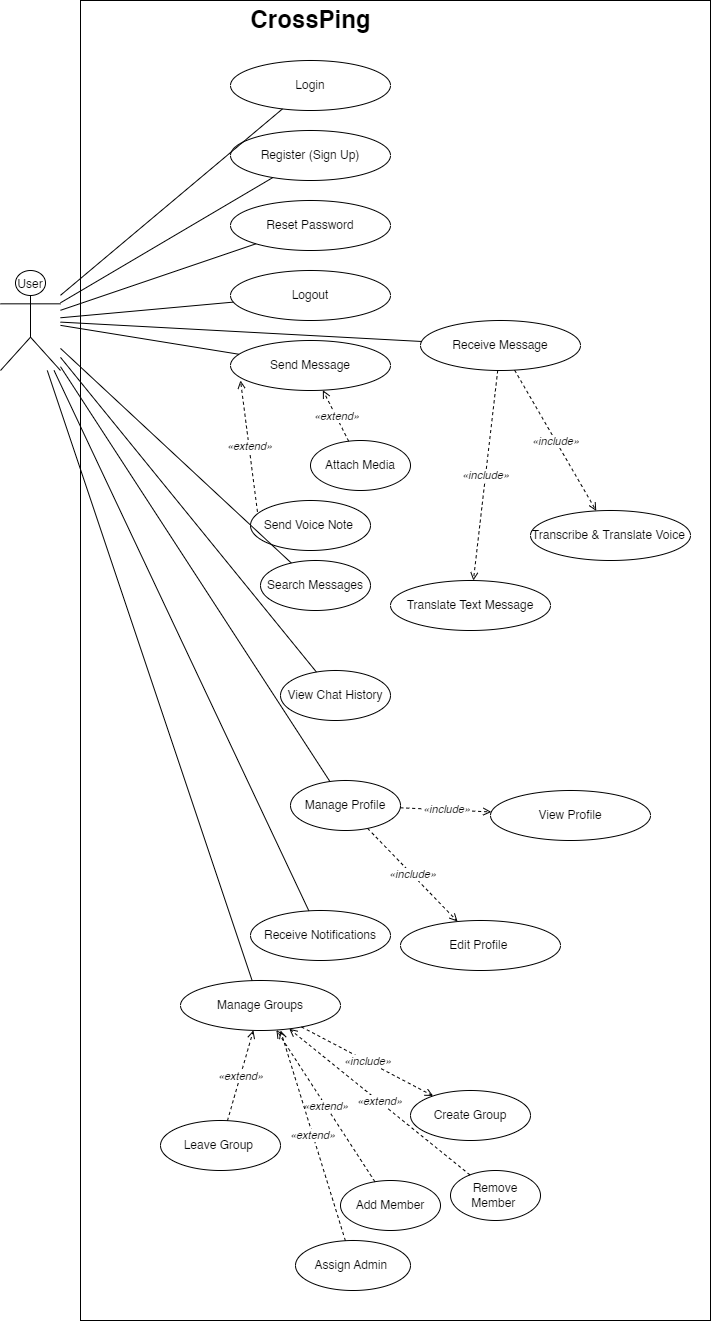 CrossPing
Login
Register (Sign Up)
Reset Password
User
Logout
Receive Message
Send Message
«extend»
«extend»
«include»
Attach Media
«include»
Send Voice Note
Transcribe & Translate Voice
Search Messages
Translate Text Message
View Chat History
Manage Profile
«include»
View Profile
«include»
Receive Notifications
Edit Profile
Manage Groups
«include»
«extend»
«extend»
«extend»
Create Group
«extend»
Leave Group
Remove
Member
Add Member
Assign Admin